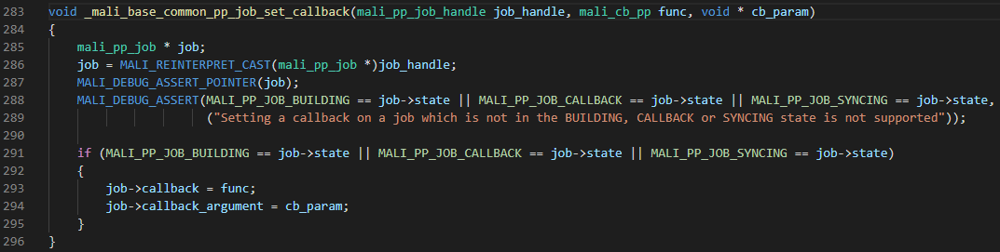 283 void _mali_base_common_pp_job_set_callback(mali_pp_job_handle job_handle, mali_cb_pp func, void * cb_param)
284 {
285     mali_pp_job * job;
286     job = MALI_REINTERPRET_CAST(mali_pp_job *)job_handle;
287     MALI_DEBUG_ASSERT_POINTER(job);
288     MALI_DEBUG_ASSERT(MALI_PP_JOB_BUILDING == job->state || MALI_PP_JOB_CALLBACK == job->state || MALI_PP_JOB_SYNCING == job->state,
289                       ("Setting a callback on a job which is not in the BUILDING, CALLBACK or SYNCING state is not supported"));
290
291     if (MALI_PP_JOB_BUILDING == job->state || MALI_PP_JOB_CALLBACK == job->state || MALI_PP_JOB_SYNCING == job->state)
292     {
293         job->callback = func;
294         job->callback_argument = cb_param;
295     }
296 }